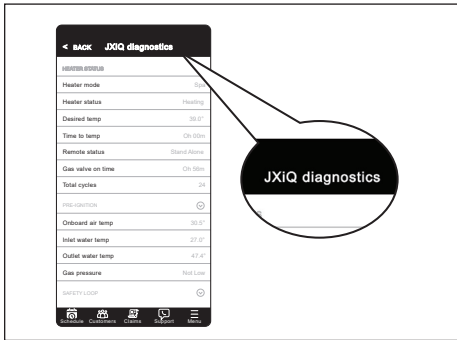 < BACK JXiQ diagnostics
HEATER STATUS
Heater mode Spa
Heater status Heating
Desired temp 39.0°
Time to temp 0h 00m
Remote status Stand Alone
Gas valve on time 0h 56m
Total cycles 24
PRE-IGNITION
Onboard air temp 30.5°
Inlet water temp 27.0°
Outlet water temp 47.4°
Gas pressure Not Low
SAFETY LOOP
Schedule Customers Claims Support Menu
JXiQ diagnostics